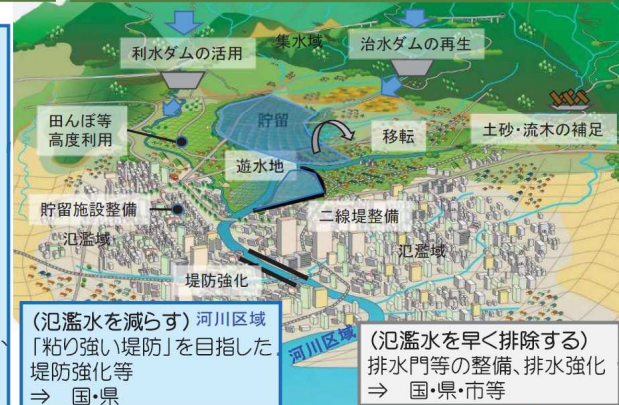 利水ダムの活用
集水域
治水ダムの再生
田んぼ等
高度利用
貯留
移転
土砂・流木の補足
遊水地
貯留施設整備
二線堤整備
氾濫域
氾濫域
堤防強化
(氾濫水を減らす) 河川区域
「粘り強い堤防」を目指した
堤防強化等
⇒ 国・県
河川区域
(氾濫水を早く排除する)
排水門等の整備、排水強化
⇒ 国・県・市等
、